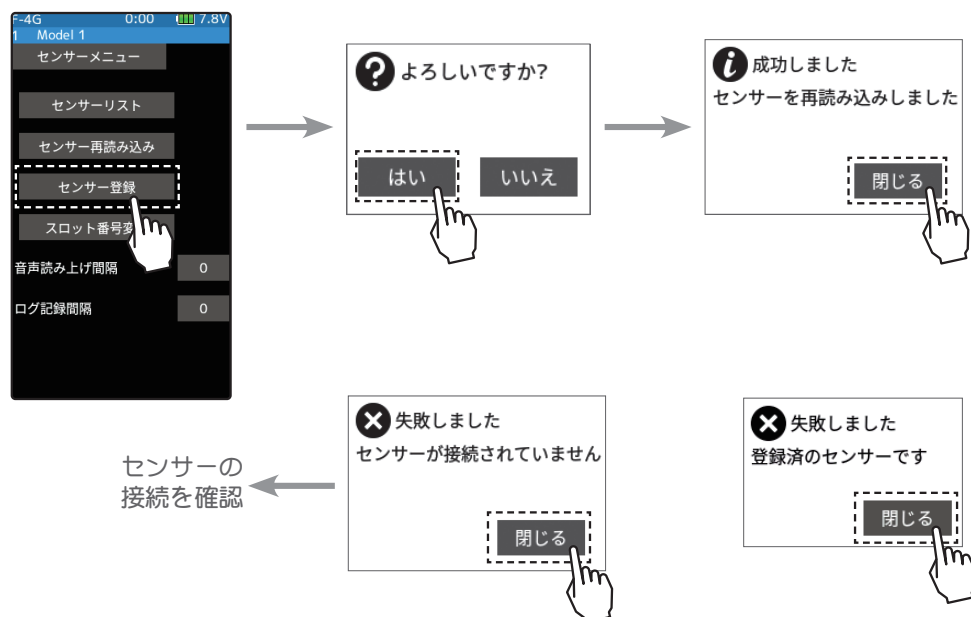 F-4G 0:00 7.8V
1 Model 1
センサーメニュー
センサーリスト
センサー再読み込み
センサー登録
スロット番号変
音声読み上げ間隔 0
ログ記録間隔 0
よろしいですか?
はい いいえ
成功しました
センサーを再読み込みしました
閉じる
センサーの
接続を確認
失敗しました
センサーが接続されていません
閉じる
失敗しました
登録済のセンサーです
閉じる